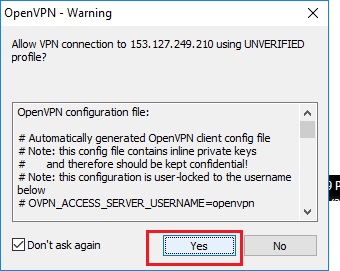 OpenVPN - Warning
Allow VPN connection to 153.127.249.210 using UNVERIFIED
profile?
OpenVPN configuration file:
# Automatically generated OpenVPN client config file
# Note: this config file contains inline private keys
# and therefore should be kept confidential!
# Note: this configuration is user-locked to the username
below
# OVPN_ACCESS_SERVER_USERNAME=openvpn
Don't ask again
Yes
No